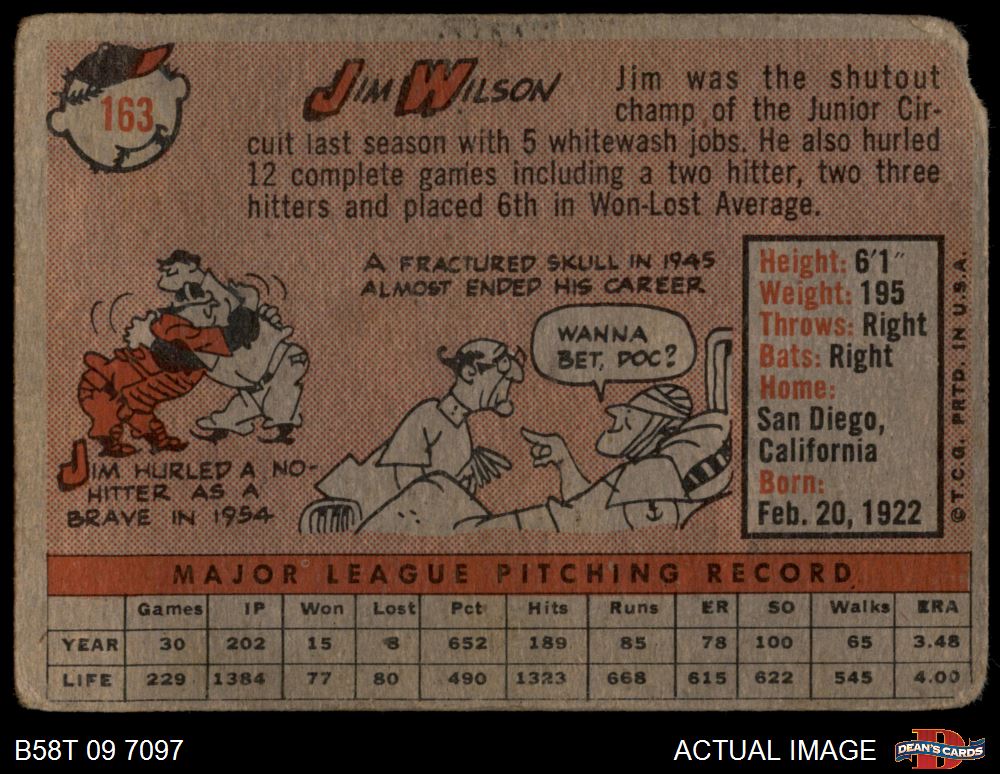 163
JIM WILSON
Jim was the shutout
champ of the Junior Cir-
cuit last season with 5 whitewash jobs. He also hurled
12 complete games including a two hitter, two three
hitters and placed 6th in Won-Lost Average.
JIM HURLED A NO-
HITTER AS A
BRAVE IN 1954
A FRACTURED SKULL IN 1945
ALMOST ENDED HIS CAREER
WANNA
BET, DOC?
Height: 6'1"
Weight: 195
Throws: Right
Bats: Right
Home:
San Diego,
California
Born:
Feb. 20, 1922
© T.C.G. PRTD. IN U.S.A.
MAJOR LEAGUE PITCHING RECORD
Games IP Won Lost Pct Hits Runs ER SO Walks ERA
YEAR 30 202 15 8 652 189 85 78 100 65 3.48
LIFE 229 1384 77 80 490 1323 668 615 622 545 4.00
B58T 09 7097
ACTUAL IMAGE
DEAN'S CARDS